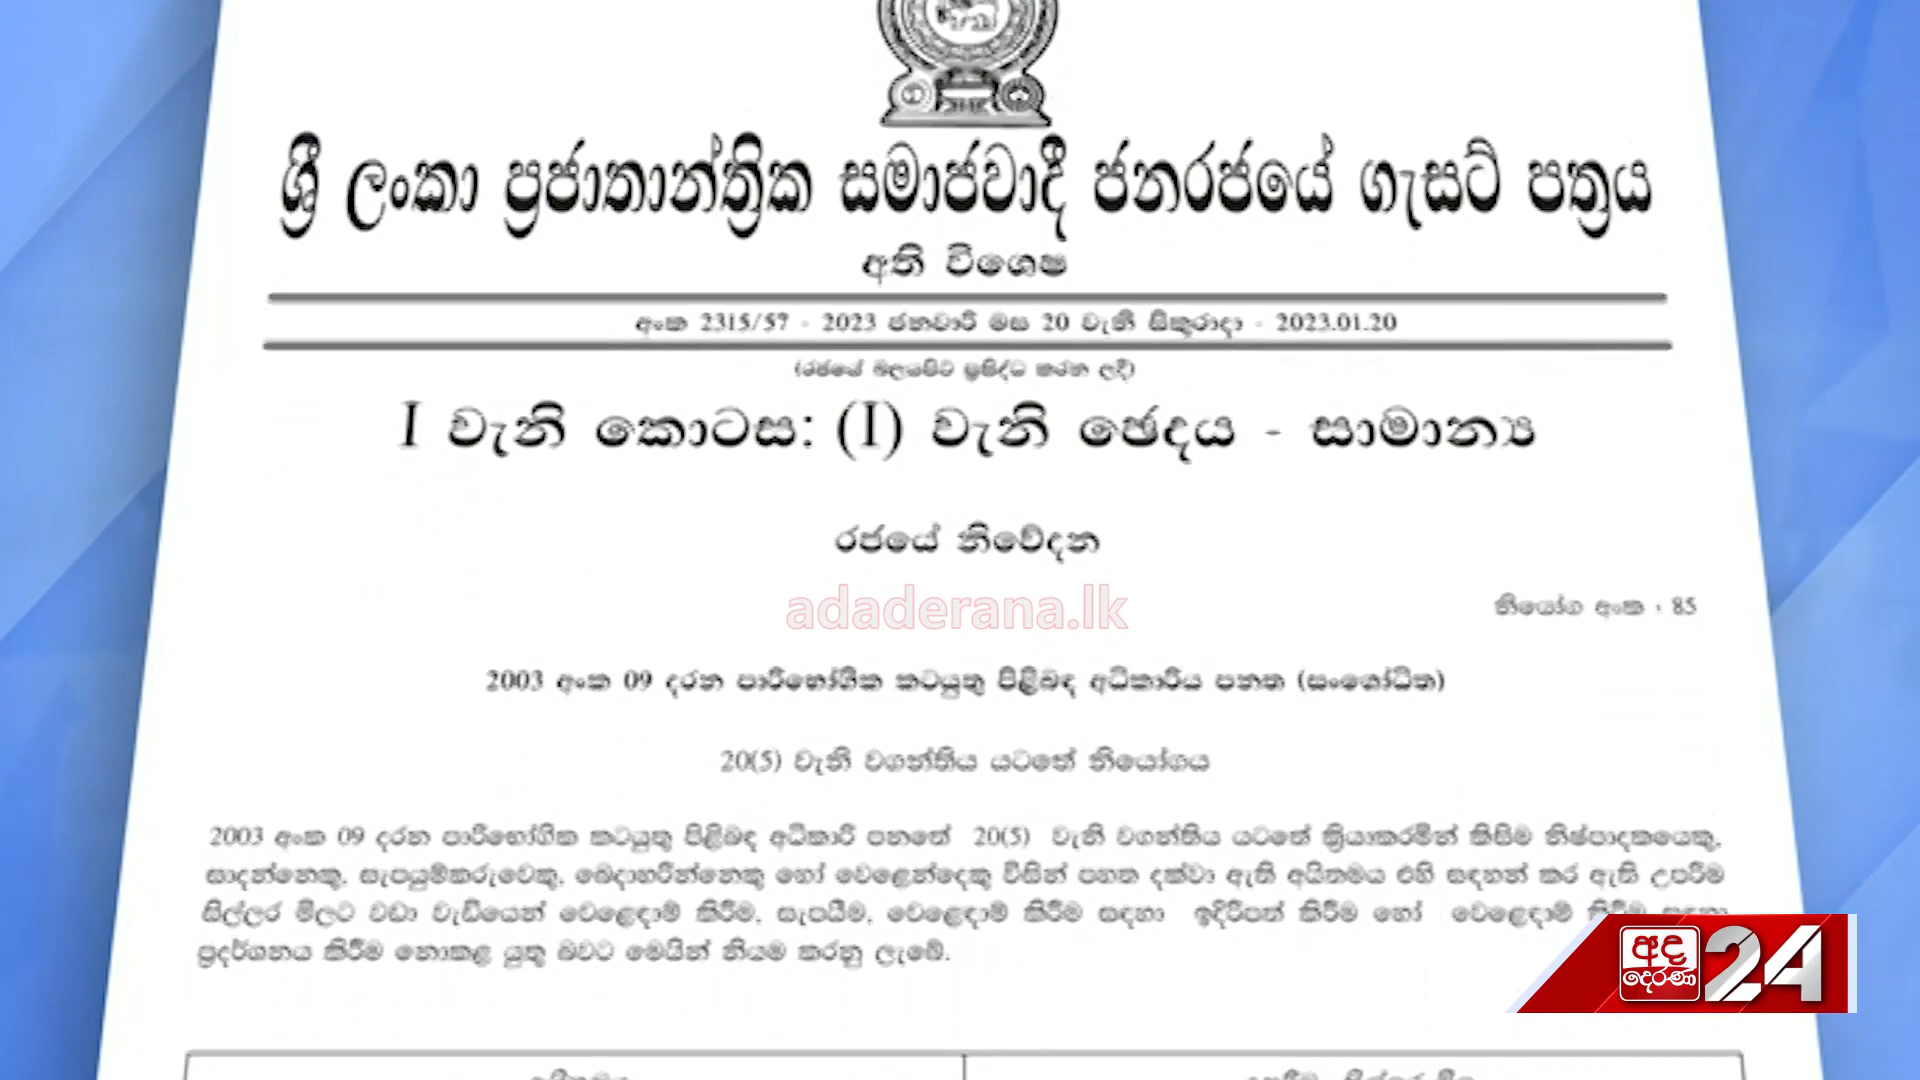 ශ්‍රී ලංකා ප්‍රජාතාන්ත්‍රික සමාජවාදී ජනරජයේ ගැසට් පත්‍රය
අති විශෙෂ
අංක 2315/57 - 2023 ජනවාරි මස 20 වැනි සිකුරාදා - 2023.01.20
(රජයේ බලයපිට ප්‍රසිද්ධ කරන ලදී)
I වැනි කොටස: (I) වැනි ඡෙදය - සාමාන්‍ය
රජයේ නිවේදන
adaderana.lk
නියෝග අංක : 85
2003 අංක 09 දරන පාරිභෝගික කටයුතු පිළිබඳ අධිකාරිය පනත (සංශෝධිත)
20(5) වැනි වගන්තිය යටතේ නියෝගය
2003 අංක 09 දරන පාරිභෝගික කටයුතු පිළිබඳ අධිකාරි පනතේ 20(5) වැනි වගන්තිය යටතේ ක්‍රියාකරමින් කිසිම නිෂ්පාදකයෙකු,
සාදන්නෙකු, සැපයුම්කරුවෙකු, බෙදාහරින්නෙකු හෝ වෙළෙන්දෙකු විසින් පහත දක්වා ඇති අයිතමය එහි සඳහන් කර ඇති උපරිම
සිල්ලර මිලට වඩා වැඩියෙන් වෙළෙඳාම් කිරීම, සැපයීම, වෙළෙඳාම් කිරීම සඳහා ඉදිරිපත් කිරීම හෝ වෙළෙඳාම් කිරීම සඳහා
ප්‍රදර්ශනය කිරීම නොකළ යුතු බවට මෙයින් නියම කරනු ලැබේ.
අද දෙරණ 24